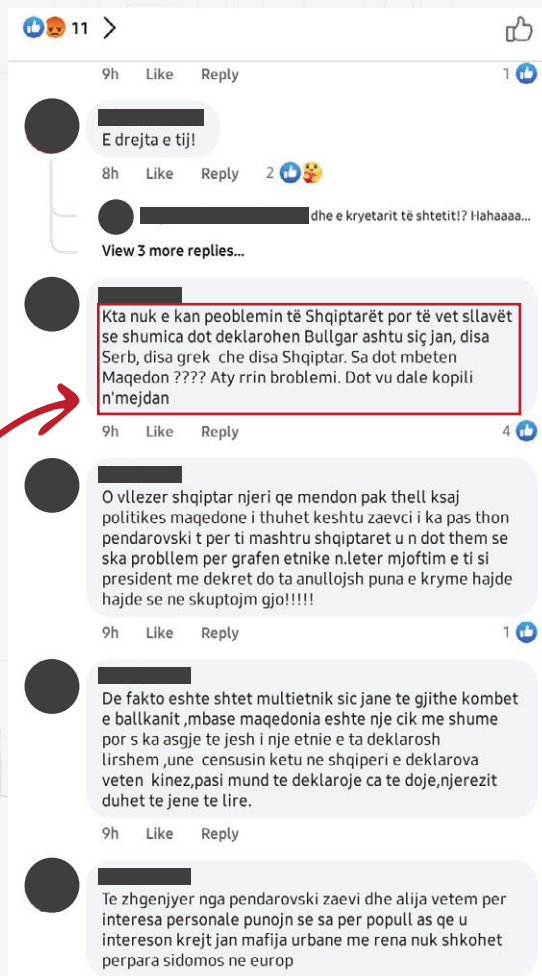 11
9h Like Reply 1
E drejta e tij!
8h Like Reply 2
dhe e kryetarit të shtetit!? Hahaaaa...
View 3 more replies...
Kta nuk e kan peoblemin të Shqiptarët por të vet sllavët
se shumica dot deklarohen Bullgar ashtu siç jan, disa
Serb, disa grek che disa Shqiptar. Sa dot mbeten
Maqedon ???? Aty rrin broblemi. Dot vu dale kopili
n'mejdan
9h Like Reply 4
O vllezer shqiptar njeri qe mendon pak thell ksaj
politikes maqedone i thuhet keshtu zaevci i ka pas thon
pendarovski t per ti mashtru shqiptaret u n dot them se
ska probllem per grafen etnike n.leter mjoftim e ti si
president me dekret do ta anullojsh puna e kryme hajde
hajde se ne skuptojm gjo!!!!!
9h Like Reply 1
De fakto eshte shtet multietnik sic jane te gjithe kombet
e ballkanit ,mbase maqedonia eshte nje cik me shume
por s ka asgje te jesh i nje etnie e ta deklarosh
lirshem ,une censusin ketu ne shqiperi e deklarova
veten kinez,pasi mund te deklaroje ca te doje,njerezit
duhet te jene te lire.
9h Like Reply
Te zhgenjyer nga pendarovski zaevi dhe alija vetem per
interesa personale punojn se sa per popull as qe u
intereson krejt jan mafija urbane me rena nuk shkohet
perpara sidomos ne europ